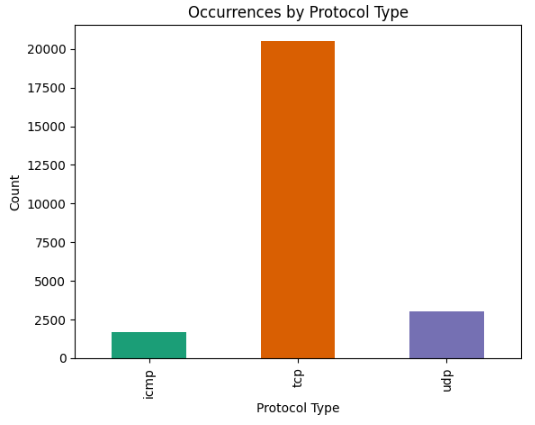 Occurrences by Protocol Type
20000
17500
15000
12500
10000
7500
5000
2500
0
Count
icmp
tcp
udp
Protocol Type